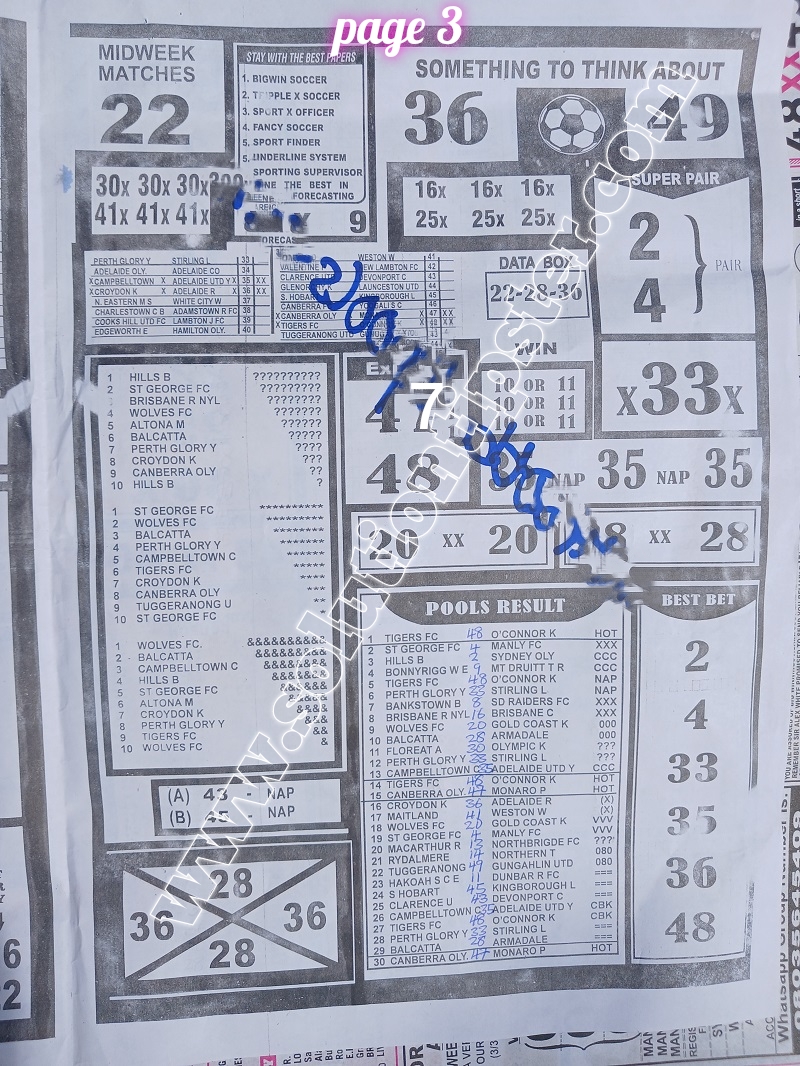 page 3
MIDWEEK
MATCHES
22
STAY WITH THE BEST PAPERS
1. BIGWIN SOCCER
2. TRIPPLE X SOCCER
3. SPORT X OFFICER
4. FANCY SOCCER
5. SPORT FINDER
5. UNDERLINE SYSTEM
SPORTING SUPERVISOR
THE BEST IN
FORECASTING
9
SOMETHING TO THINK ABOUT
36 49
30x 30x 30x
41x 41x 41x
16x 16x 16x
25x 25x 25x
SUPER PAIR
2
4
PAIR
PERTH GLORY Y STIRLING L 33
ADELAIDE OLY. ADELAIDE CO 34
X CAMPBELLTOWN ADELAIDE UTD Y X 35 XX
X CROYDON K ADELAIDE R X 36 XX
N. EASTERN M S WHITE CITY W 37
CHARLESTOWN C B ADAMSTOWN R FC 38
COOKS HILL UTD FC LAMBTON J FC 39
EDGEWORTH E HAMILTON OLY. 40
WESTON W 41
VALENTINE NEW LAMBTON FC 42
CLARENCE UTD DEVONPORT C 43
LAUNCESTON UTD 44
S. HOBART KINGBOROUGH L 45
46
CANBERRA OLY X 47 XX
X TIGERS FC 48
TUGGERANONG UTD
DATA BOX
22-28-36
WIN
10 OR 11
10 OR 11
10 OR 11
x33x
1 HILLS B ??????????
2 ST GEORGE FC ?????????
3 BRISBANE R NYL ????????
4 WOLVES FC ???????
5 ALTONA M ??????
6 BALCATTA ?????
7 PERTH GLORY Y ????
8 CROYDON K ???
9 CANBERRA OLY ??
10 HILLS B ?
1 ST GEORGE FC **********
2 WOLVES FC *********
3 BALCATTA ********
4 PERTH GLORY Y *******
5 CAMPBELLTOWN C ******
6 TIGERS FC *****
7 CROYDON K ****
8 CANBERRA OLY ***
9 TUGGERANONG U **
10 ST GEORGE FC *
1 WOLVES FC. &&&&&&&&&&
2 - BALCATTA &&&&&&&&&
3 CAMPBELLTOWN C &&&&&&&&
4 HILLS B &&&&&&&
5 ST GEORGE FC &&&&&&
6 ALTONA M &&&&&
7 CROYDON K &&&&
8 PERTH GLORY Y &&&
9 TIGERS FC &&
10 WOLVES FC &
7
48
NAP 35 NAP 35
20 XX 20
XX 28
(A) 43 - NAP
(B) 45 NAP
28
36 36
28
POOLS RESULT
1 TIGERS FC 48 O'CONNOR K HOT
2 ST GEORGE FC 4 MANLY FC XXX
3 HILLS B 2 SYDNEY OLY CCC
4 BONNYRIGG W E 9 MT DRUITT T R CCC
5 TIGERS FC 48 O'CONNOR K NAP
6 PERTH GLORY Y 33 STIRLING L NAP
7 BANKSTOWN B 8 SD RAIDERS FC XXX
8 BRISBANE R NYL 16 BRISBANE C XXX
9 WOLVES FC 20 GOLD COAST K 000
10 BALCATTA 28 ARMADALE 000
11 FLOREAT A 30 OLYMPIC K ???
12 PERTH GLORY Y 33 STIRLING L ???
13 CAMPBELLTOWN C 35 ADELAIDE UTD Y CCC
14 TIGERS FC 48 O'CONNOR K HOT
15 CANBERRA OLY. 47 MONARO P HOT
16 CROYDON K 36 ADELAIDE R (X)
17 MAITLAND 41 WESTON W (X)
18 WOLVES FC 20 GOLD COAST K VVV
19 ST GEORGE FC 4 MANLY FC VVV
20 MACARTHUR R 13 NORTHBRIGDE FC ???
21 RYDALMERE 14 NORTHERN T 080
22 TUGGERANONG 49 GUNGAHLIN UTD 080
23 HAKOAH S C E 11 DUNBAR R FC ===
24 S HOBART 45 KINGBOROUGH L ===
25 CLARENCE U 43 DEVONPORT C ===
26 CAMPBELLTOWN C 35 ADELAIDE UTD Y CBK
27 TIGERS FC 48 O'CONNOR K CBK
28 PERTH GLORY Y 33 STIRLING L ===
29 BALCATTA 28 ARMADALE ===
30 CANBERRA OLY. 47 MONARO P HOT
BEST BET
2
4
33
35
36
48
www.solutiontipster.com